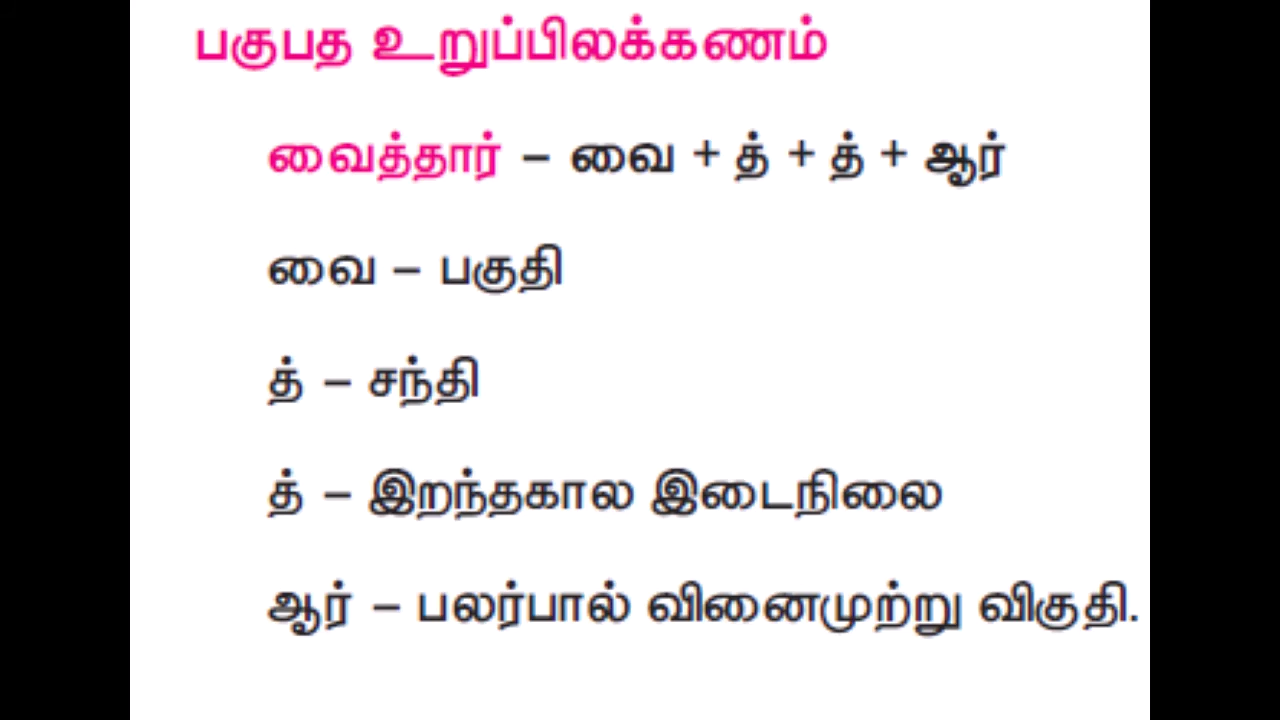 பகுபத உறுப்பிலக்கணம்
வைத்தார் – வை + த் + த் + ஆர்
வை – பகுதி
த் – சந்தி
த் – இறந்தகால இடைநிலை
ஆர் – பலர்பால் வினைமுற்று விகுதி.